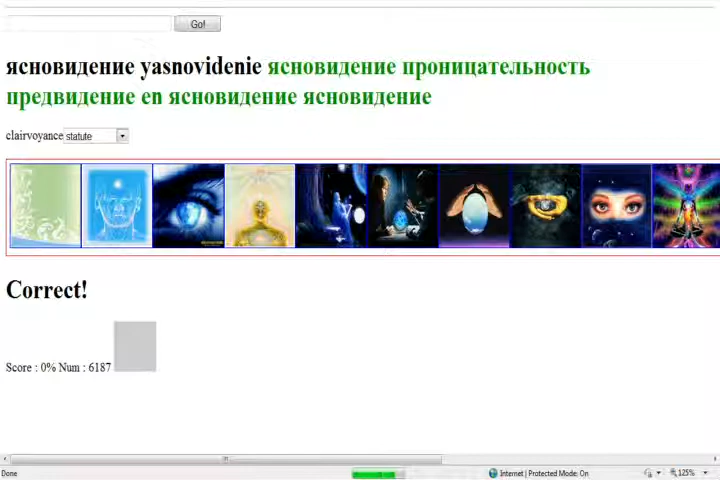 Go!
ясновидение yasnovidenie ясновидение проницательность
предвидение en ясновидение ясновидение
clairvoyance statute
Correct!
Score : 0% Num : 6187
Done Internet | Protected Mode: On 125%